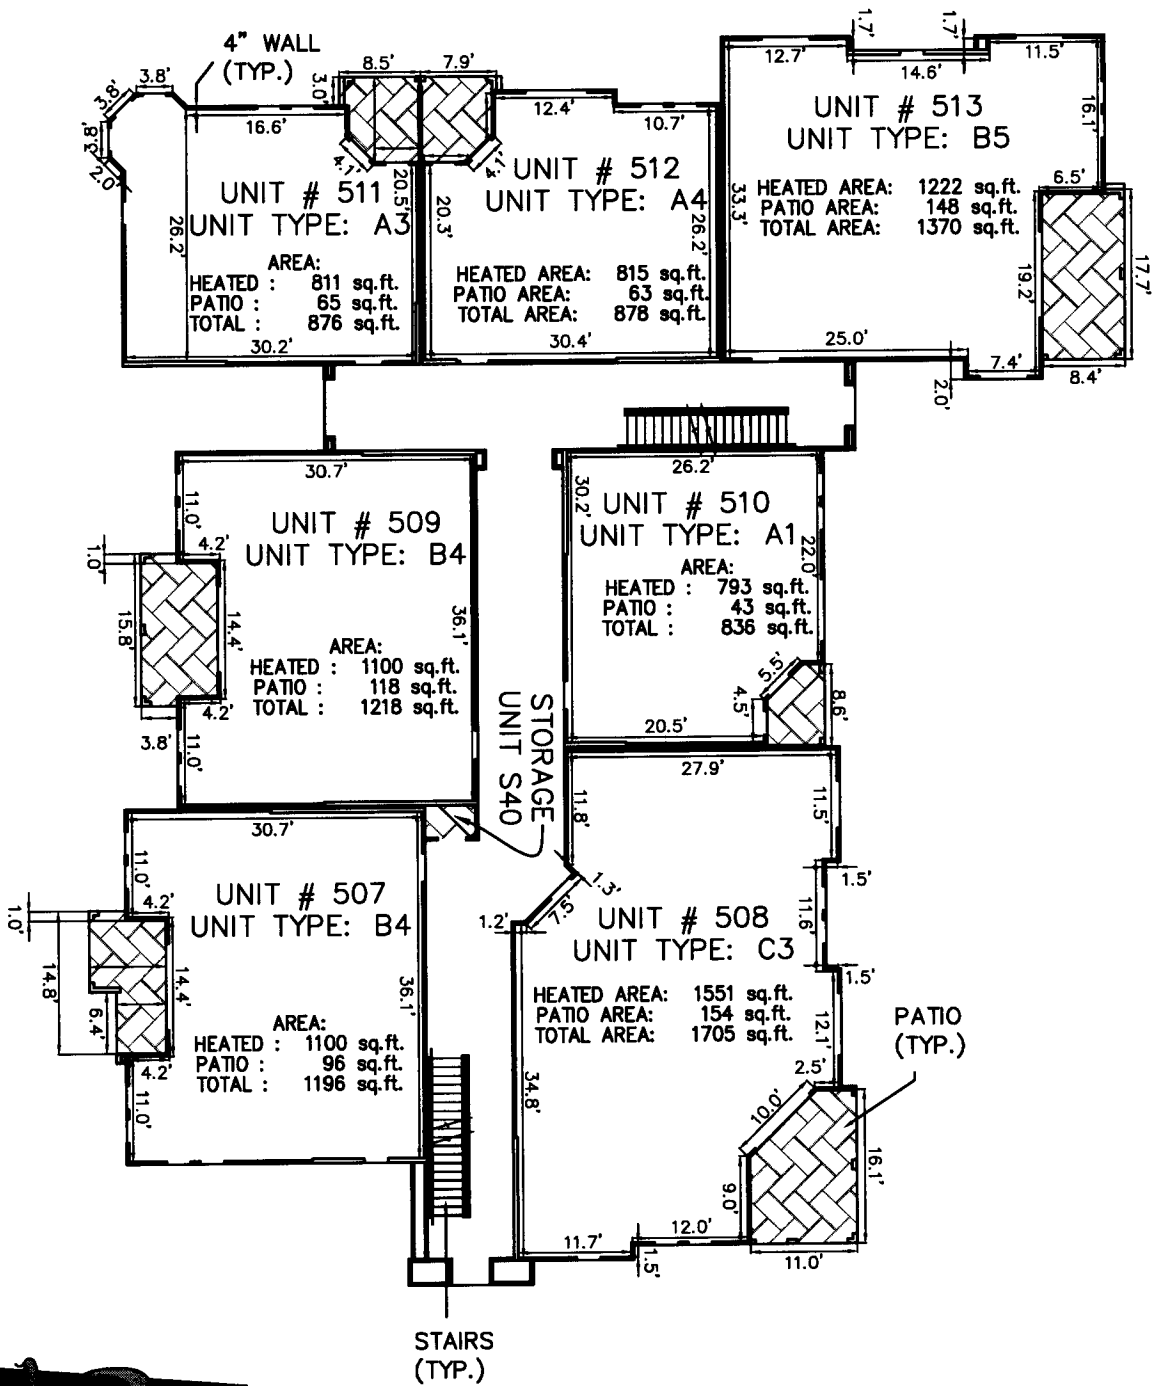 4" WALL
(TYP.)
8.5'
7.9'
3.0'
3.8'
3.8'
3.8'
2.0'
16.6'
4.1'
20.5'
26.2'
UNIT # 511
UNIT TYPE: A3
AREA:
HEATED : 811 sq.ft.
PATIO : 65 sq.ft.
TOTAL : 876 sq.ft.
30.2'
12.4'
10.7'
4.1'
20.3'
26.2'
UNIT # 512
UNIT TYPE: A4
HEATED AREA: 815 sq.ft.
PATIO AREA: 63 sq.ft.
TOTAL AREA: 878 sq.ft.
30.4'
1.7'
1.7'
12.7'
14.6'
11.5'
16.1'
UNIT # 513
UNIT TYPE: B5
HEATED AREA: 1222 sq.ft.
PATIO AREA: 148 sq.ft.
TOTAL AREA: 1370 sq.ft.
33.3'
6.5'
19.2'
17.7'
25.0'
7.4'
2.0'
8.4'
30.7'
11.0'
UNIT # 509
UNIT TYPE: B4
4.2'
1.0'
15.8'
14.4'
36.1'
AREA:
HEATED : 1100 sq.ft.
PATIO : 118 sq.ft.
TOTAL : 1218 sq.ft.
4.2'
3.8'
11.0'
26.2'
30.2'
UNIT # 510
UNIT TYPE: A1
22.0'
AREA:
HEATED : 793 sq.ft.
PATIO : 43 sq.ft.
TOTAL : 836 sq.ft.
5.5'
4.5'
8.6'
20.5'
STORAGE
UNIT S40
30.7'
11.0'
4.2'
1.0'
UNIT # 507
UNIT TYPE: B4
14.8'
14.4'
6.4'
36.1'
AREA:
HEATED : 1100 sq.ft.
PATIO : 96 sq.ft.
TOTAL : 1196 sq.ft.
4.2'
11.0'
27.9'
11.8'
11.5'
1.3'
7.5'
1.2'
1.5'
11.6'
UNIT # 508
UNIT TYPE: C3
1.5'
HEATED AREA: 1551 sq.ft.
PATIO AREA: 154 sq.ft.
TOTAL AREA: 1705 sq.ft.
12.1'
2.5'
34.8'
10.0'
9.0'
16.1'
12.0'
11.7'
1.5'
11.0'
PATIO
(TYP.)
STAIRS
(TYP.)